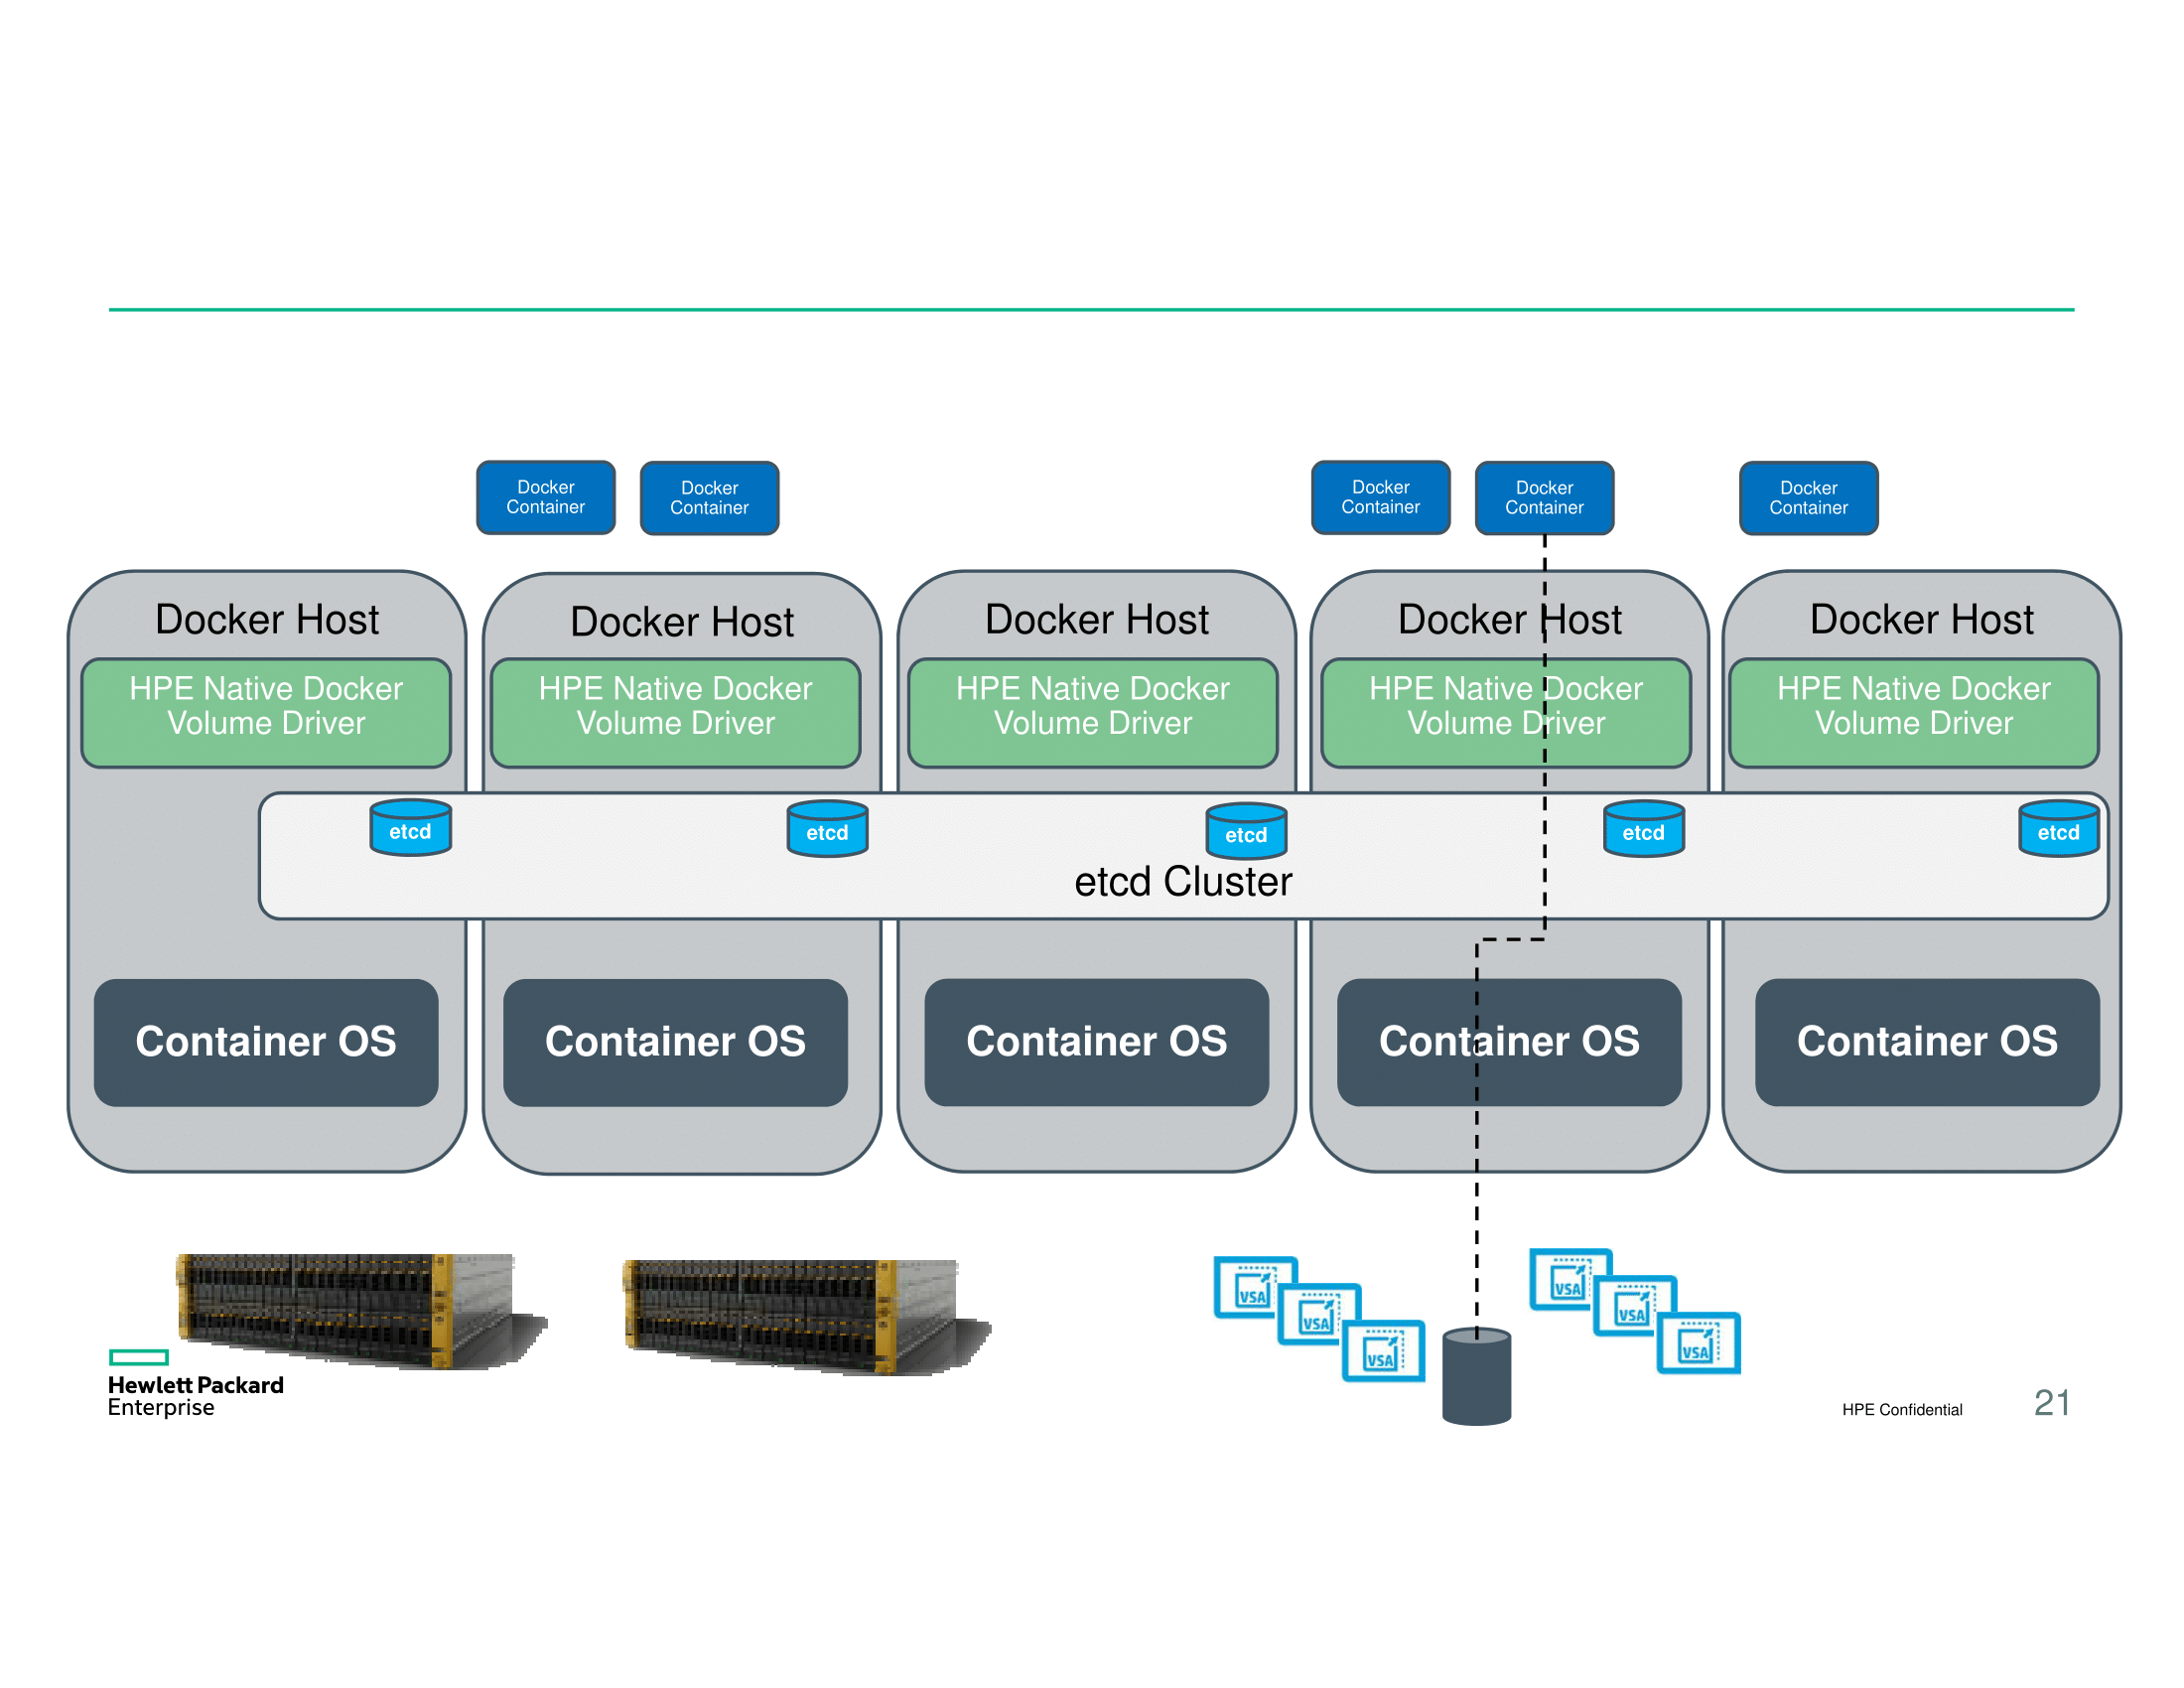 Docker
Container
Docker
Container
Docker
Container
Docker
Container
Docker
Container
Docker Host
Docker Host
Docker Host
Docker Host
Docker Host
HPE Native Docker
Volume Driver
HPE Native Docker
Volume Driver
HPE Native Docker
Volume Driver
HPE Native Docker
Volume Driver
HPE Native Docker
Volume Driver
etcd
etcd
etcd
etcd
etcd
etcd Cluster
Container OS
Container OS
Container OS
Container OS
Container OS
VSA
VSA
VSA
VSA
VSA
VSA
Hewlett Packard
Enterprise
HPE Confidential
21